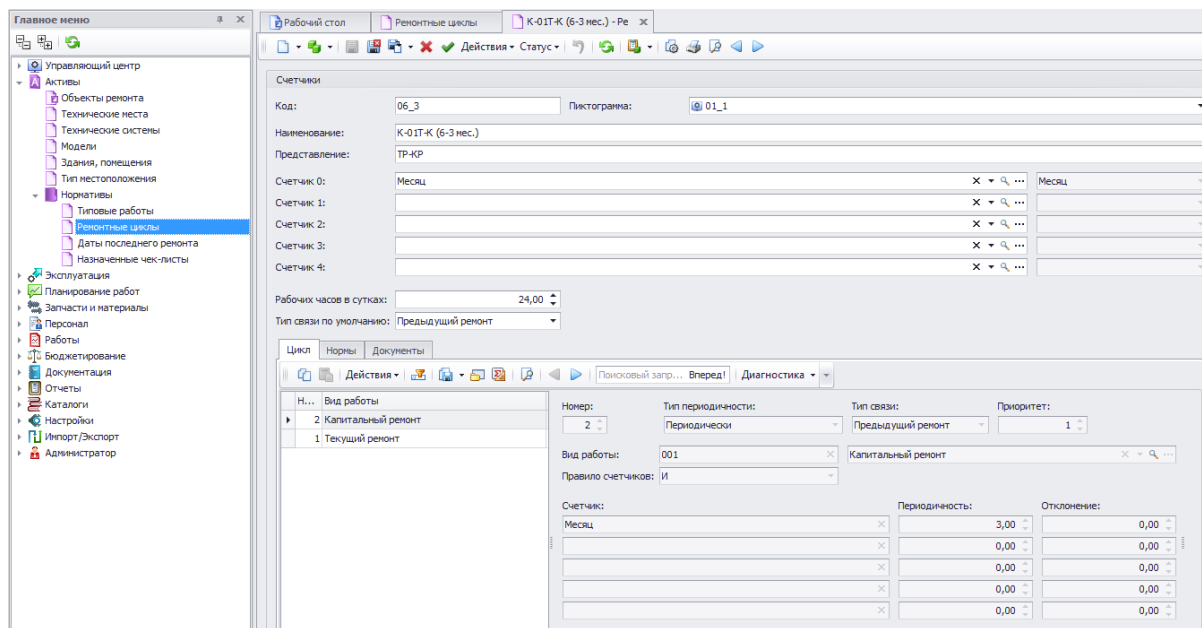 Главное меню
Рабочий стол
Ремонтные циклы
К-01Т-К (6-3 мес.) - Ре
Действия
Статус
Управляющий центр
Активы
Объекты ремонта
Технические места
Технические системы
Модели
Здания, помещения
Тип местоположения
Нормативы
Типовые работы
Ремонтные циклы
Даты последнего ремонта
Назначенные чек-листы
Эксплуатация
Планирование работ
Запчасти и материалы
Персонал
Работы
Бюджетирование
Документация
Отчеты
Каталоги
Настройки
Импорт/Экспорт
Администратор
Счетчики
Код: 06_3 Пиктограмма: 01_1
Наименование: К-01Т-К (6-3 мес.)
Представление: ТР-КР
Счетчик 0: Месяц Месяц
Счетчик 1:
Счетчик 2:
Счетчик 3:
Счетчик 4:
Рабочих часов в сутках: 24,00
Тип связи по умолчанию: Предыдущий ремонт
Цикл Нормы Документы
Действия Поисковый запр... Вперед! Диагностика
Н... Вид работы
2 Капитальный ремонт
1 Текущий ремонт
Номер: Тип периодичности: Тип связи: Приоритет:
2 Периодически Предыдущий ремонт 1
Вид работы: 001 Капитальный ремонт
Правило счетчиков: И
Счетчик: Периодичность: Отклонение:
Месяц 3,00 0,00
0,00 0,00
0,00 0,00
0,00 0,00
0,00 0,00